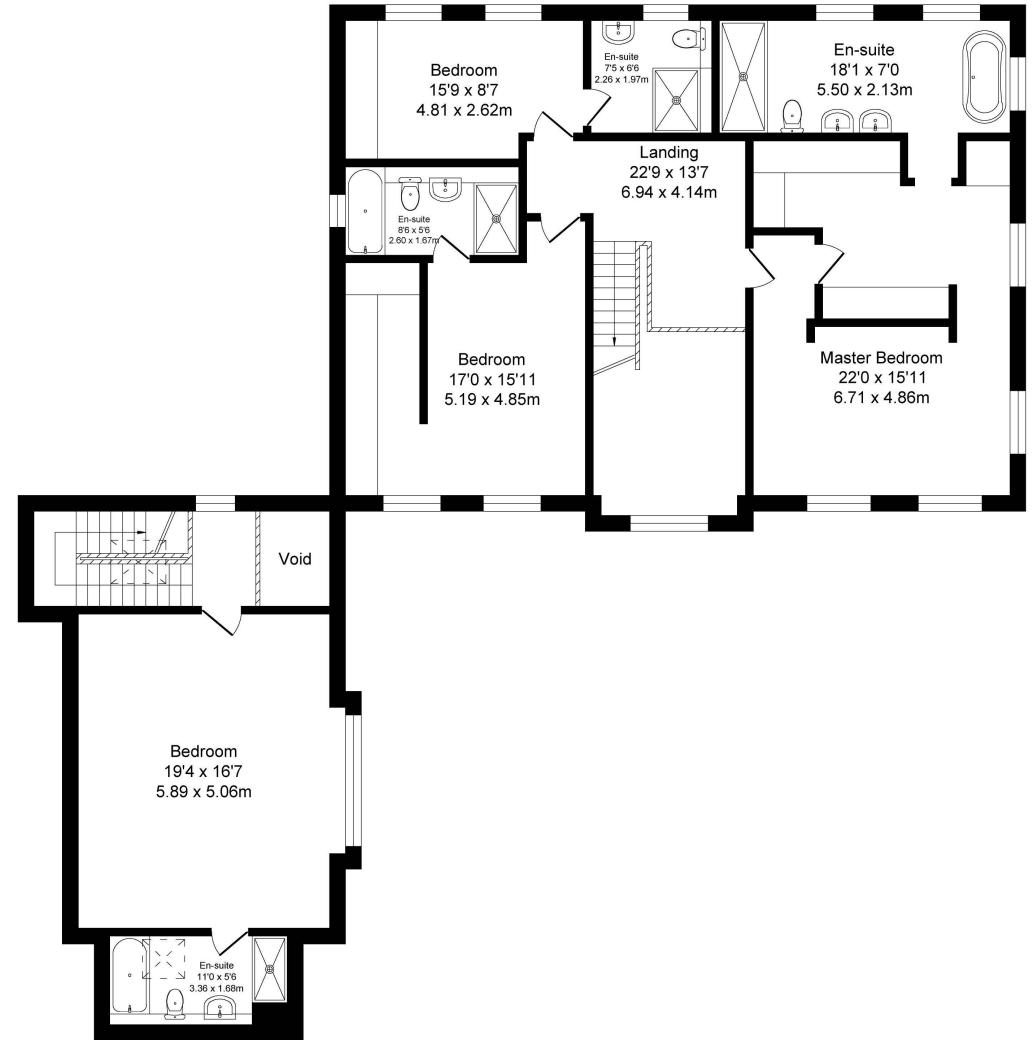 Bedroom
15'9 x 8'7
4.81 x 2.62m
En-suite
7'5 x 6'6
2.26 x 1.97m
En-suite
18'1 x 7'0
5.50 x 2.13m
Landing
22'9 x 13'7
6.94 x 4.14m
En-suite
8'6 x 5'6
2.60 x 1.67m
Bedroom
17'0 x 15'11
5.19 x 4.85m
Master Bedroom
22'0 x 15'11
6.71 x 4.86m
Void
Bedroom
19'4 x 16'7
5.89 x 5.06m
En-suite
11'0 x 5'6
3.36 x 1.68m